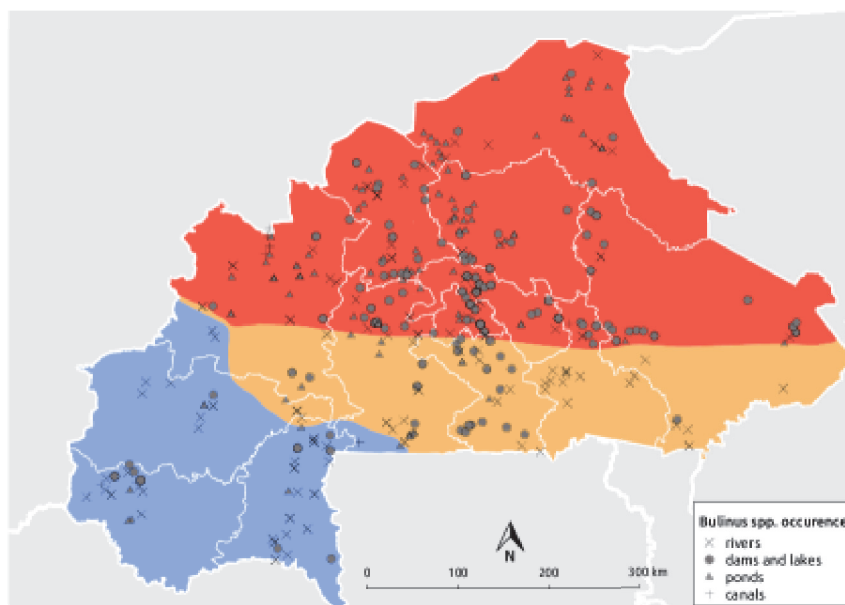 N
0 100 200 300 km
Bulinus spp. occurence
rivers
dams and lakes
ponds
canals